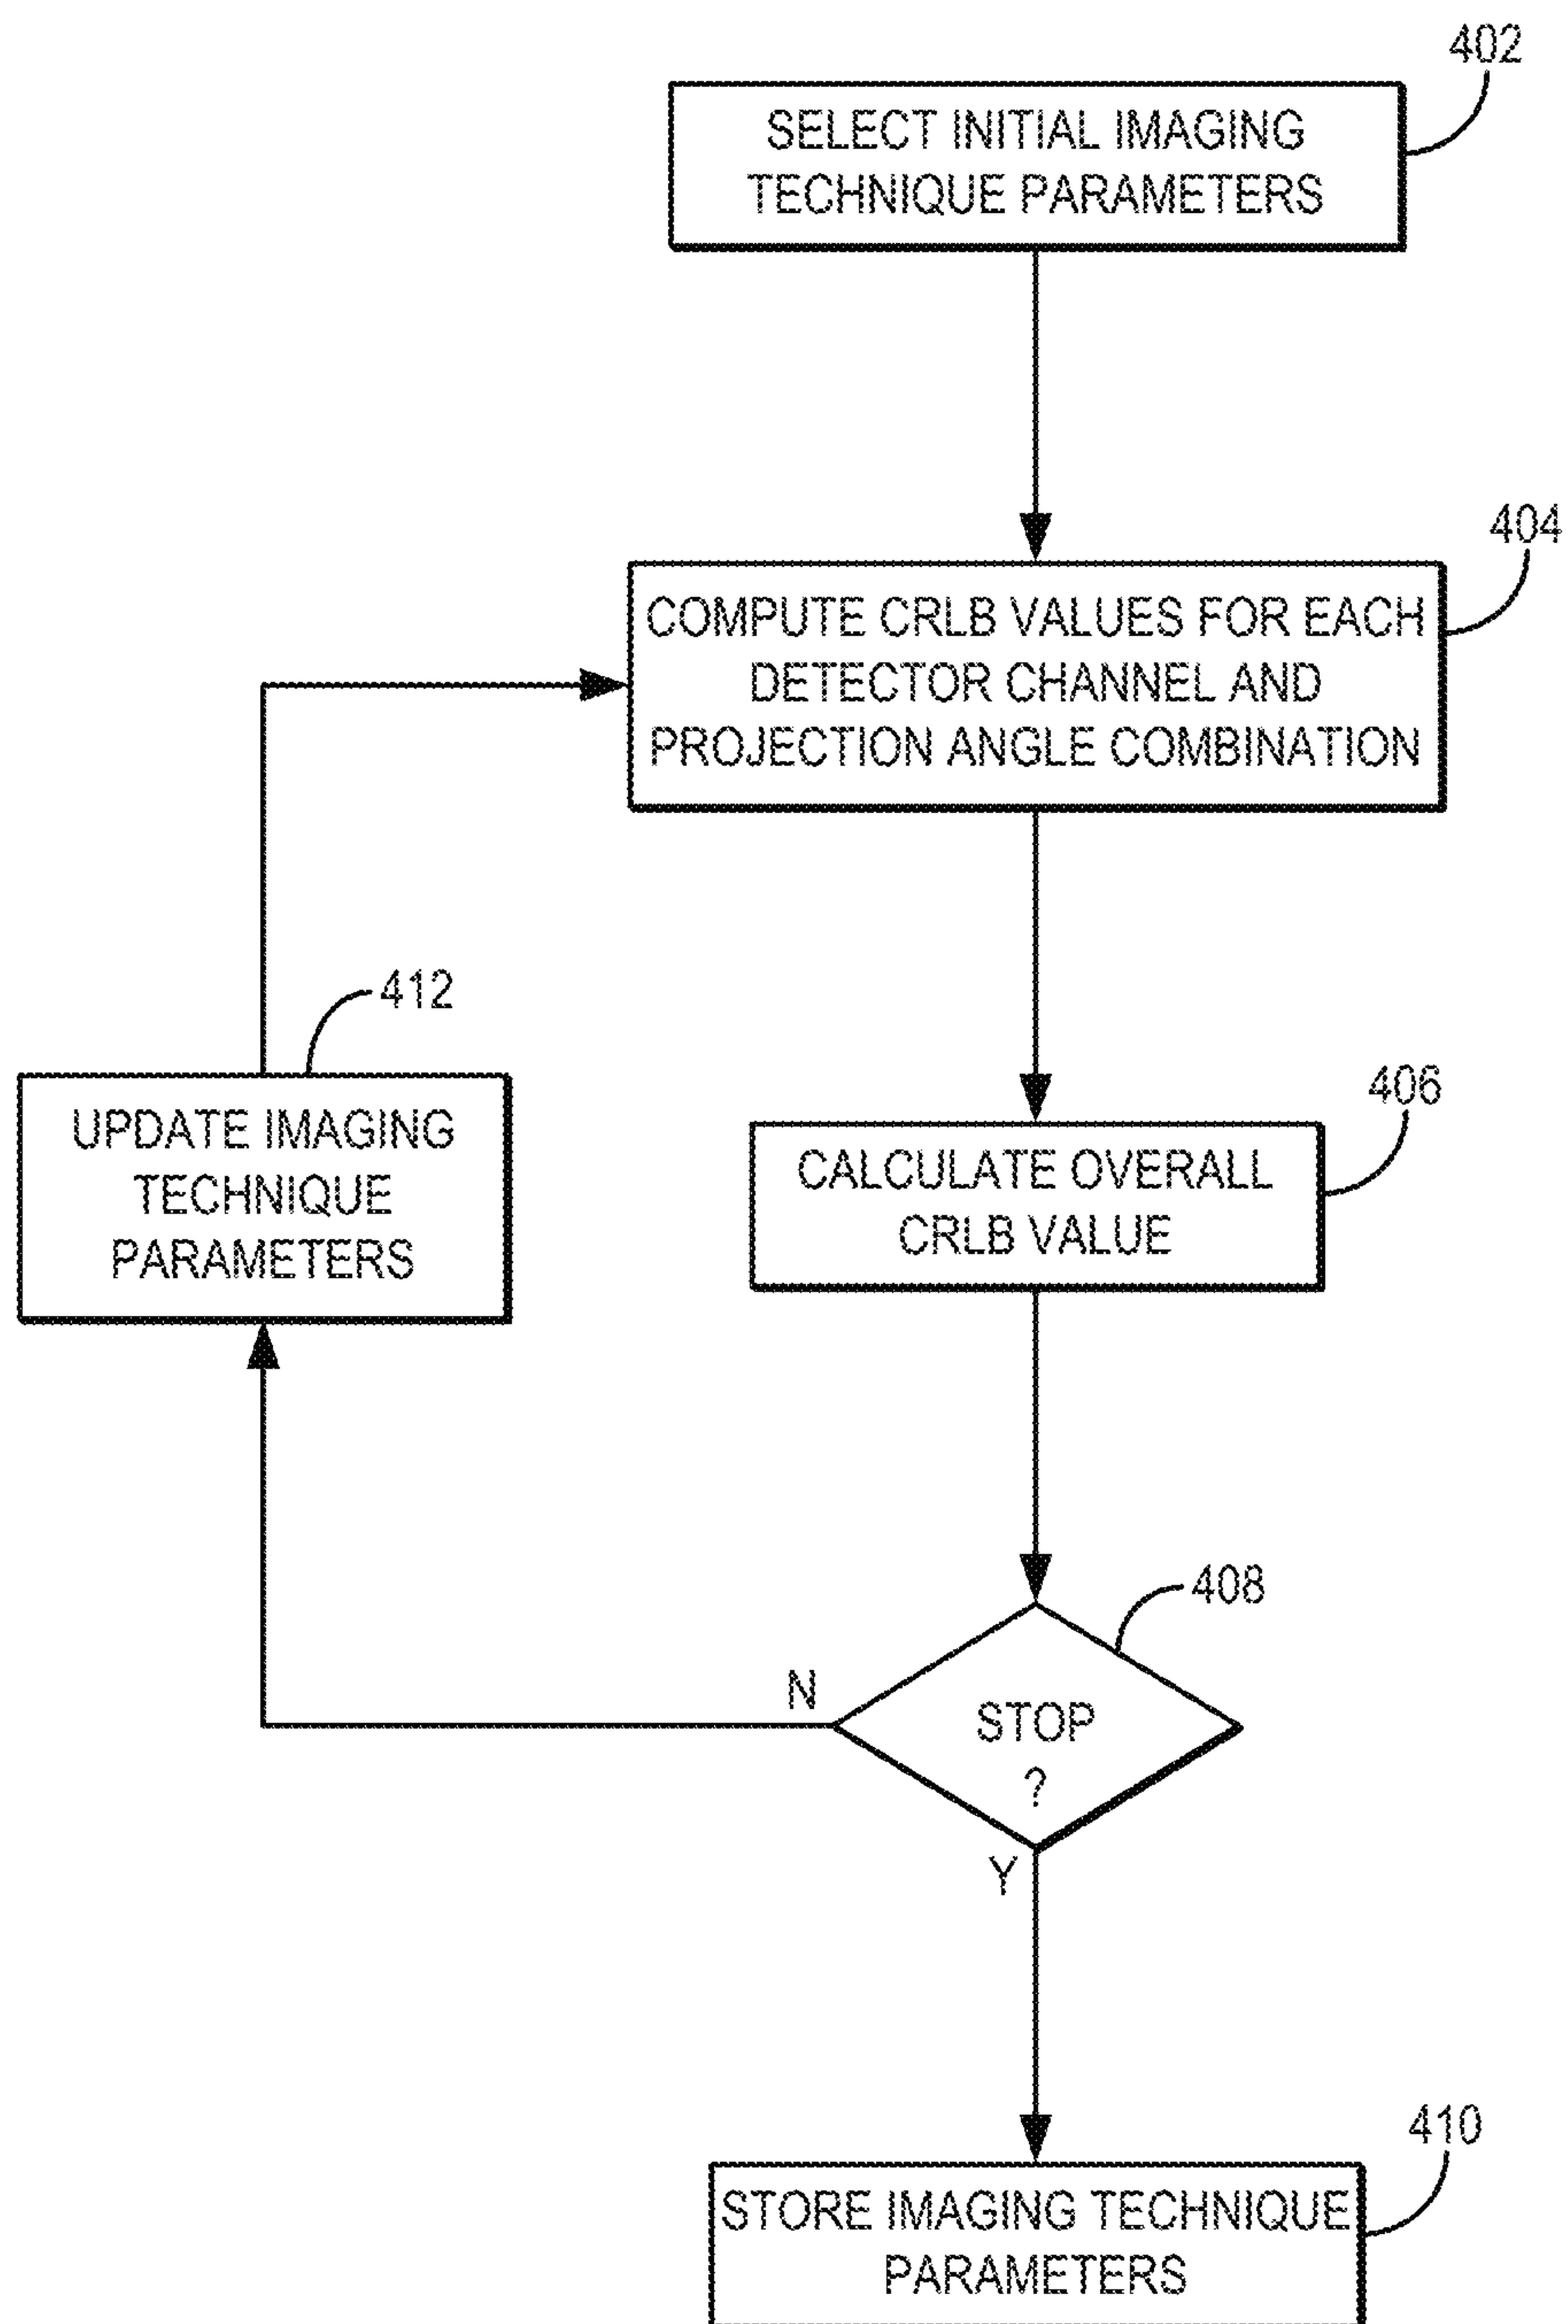 402
SELECT INITIAL IMAGING
TECHNIQUE PARAMETERS
404
COMPUTE CRLB VALUES FOR EACH
DETECTOR CHANNEL AND
PROJECTION ANGLE COMBINATION
412
UPDATE IMAGING
TECHNIQUE
PARAMETERS
406
CALCULATE OVERALL
CRLB VALUE
408
N
STOP
?
Y
410
STORE IMAGING TECHNIQUE
PARAMETERS